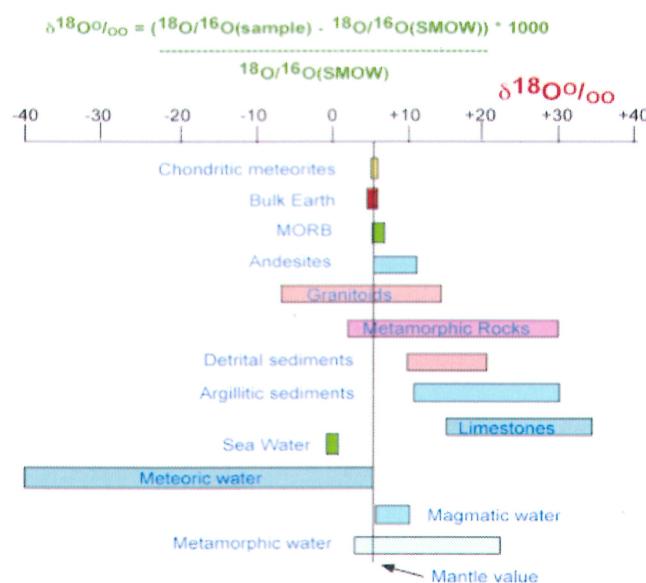 δ18O‰ = (18O/16O(sample) - 18O/16O(SMOW)) * 1000
18O/16O(SMOW)
δ18O‰
-40 -30 -20 -10 0 +10 +20 +30 +40
Chondritic meteorites
Bulk Earth
MORB
Andesites
Granitoids
Metamorphic Rocks
Detrital sediments
Argillitic sediments
Limestones
Sea Water
Meteoric water
Magmatic water
Metamorphic water
Mantle value